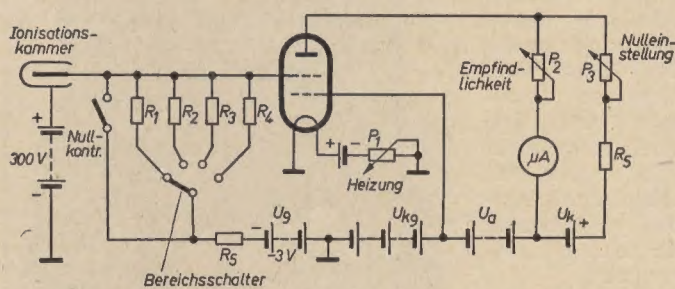 Ionisations-
kammer
+
300 V
−
Null-
kontr.
R1
R2
R3
R4
Bereichsschalter
R5
−
Ug
−3 V
+
−
P1
Heizung
Ukg
Ua
Uk
+
Empfind-
lichkeit
P2
µA
Nullein-
stellung
P3
R5